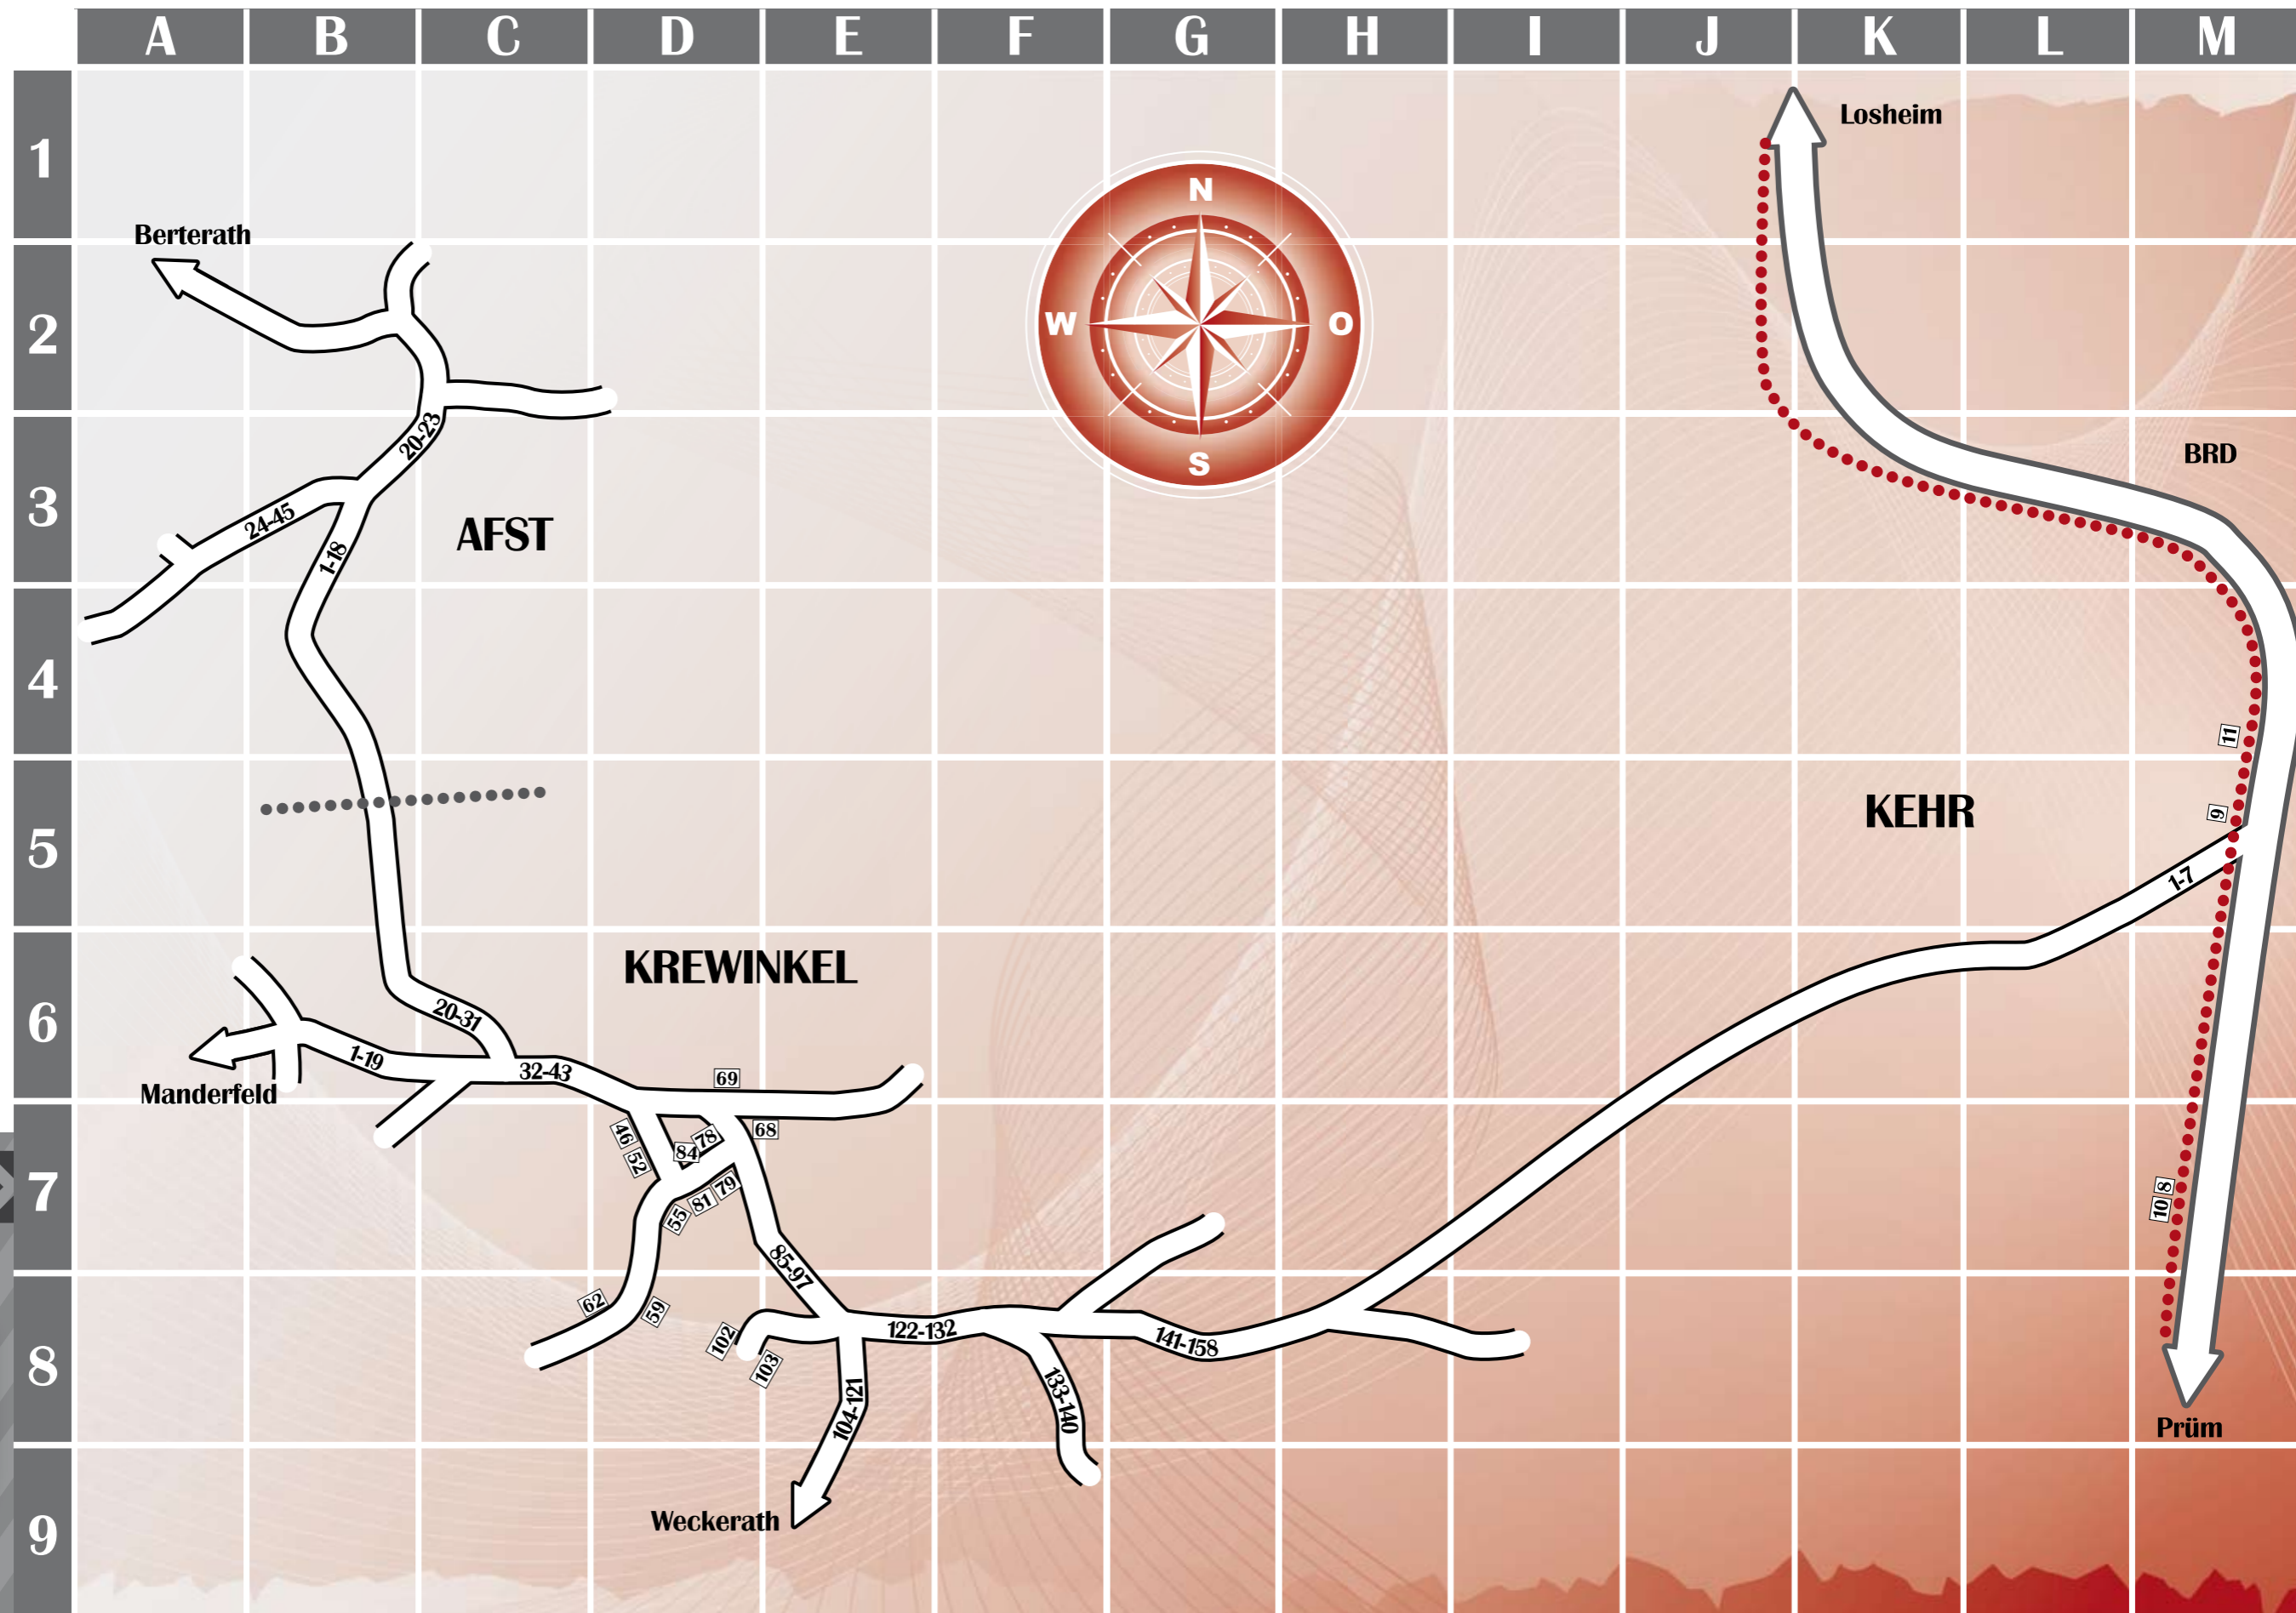 A B C D E F G H I J K L M
1
Losheim
N
Berterath
2
W
O
20-23
BRD
S
3
24-45
AFST
1-18
4
11
KEHR
9
5
1-7
KREWINKEL
20-31
6
1-19
32-43
69
Manderfeld
46
78
68
84
52
7
79
81
55
10 8
85-97
62
59
102
122-132
141-158
8
103
133-140
104-121
Prüm
Weckerath
9